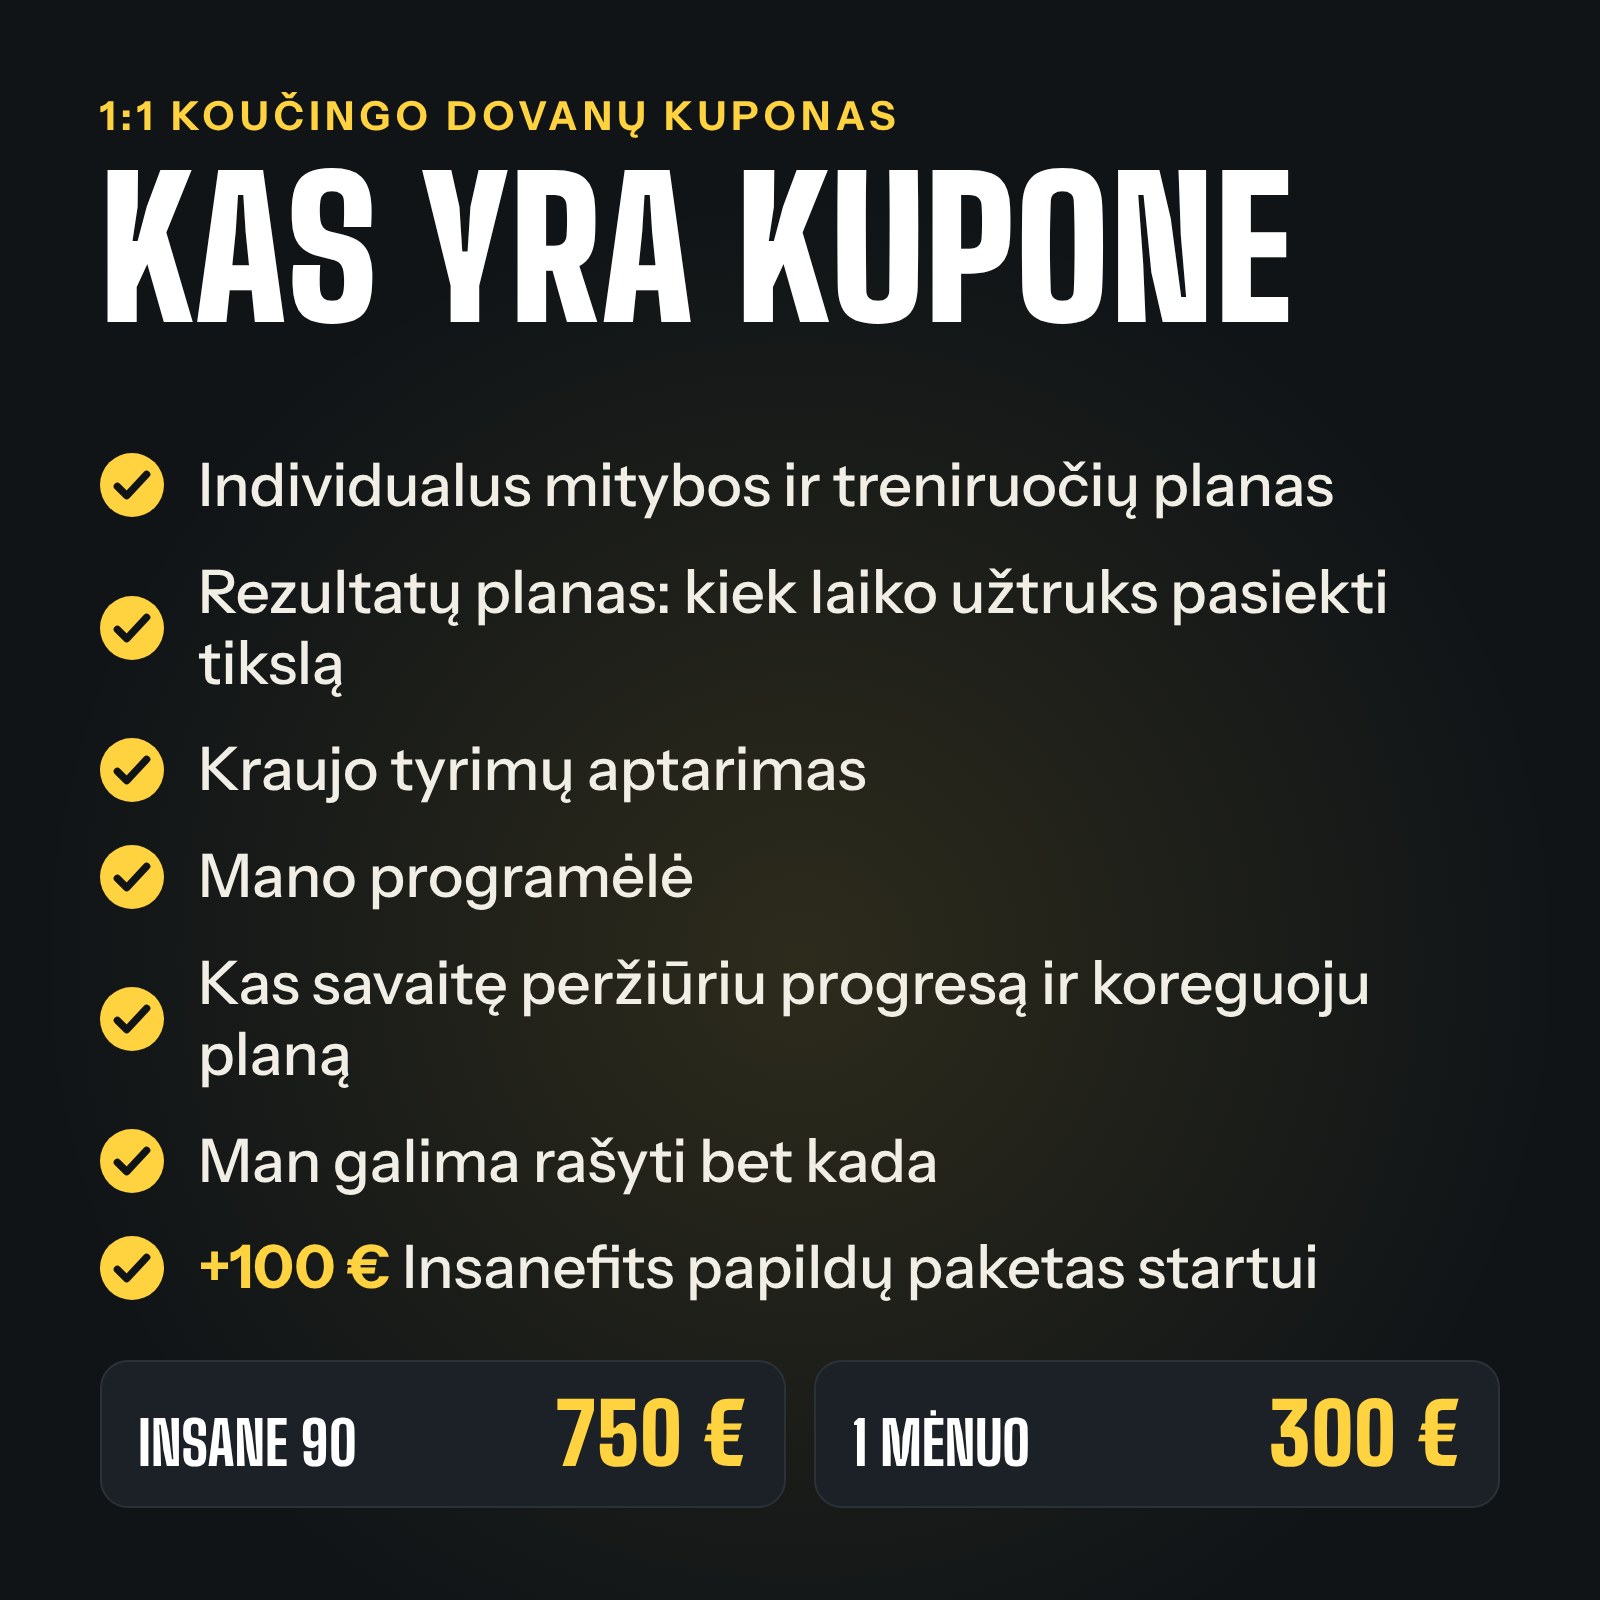 1:1 KOUČINGO DOVANŲ KUPONAS
KAS YRA KUPONE
Individualus mitybos ir treniruočių planas
Rezultatų planas: kiek laiko užtruks pasiekti
tikslą
Kraujo tyrimų aptarimas
Mano programėlė
Kas savaitę peržiūriu progresą ir koreguoju
planą
Man galima rašyti bet kada
+100 € Insanefits papildų paketas startui
INSANE 90 750 € 1 MĖNUO 300 €